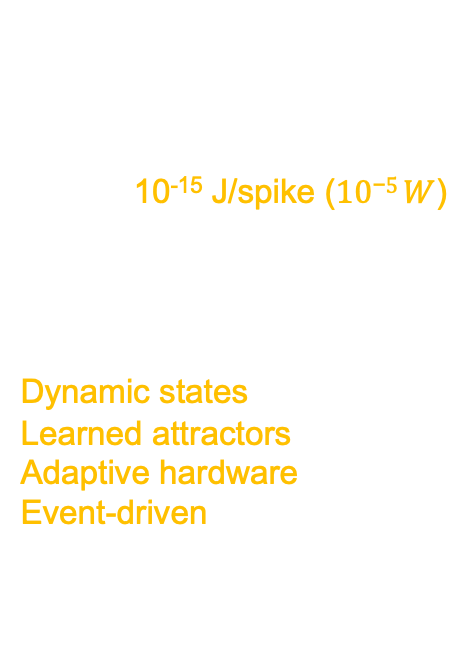 10⁻¹⁵ J/spike (10⁻⁵ W)
Dynamic states
Learned attractors
Adaptive hardware
Event-driven